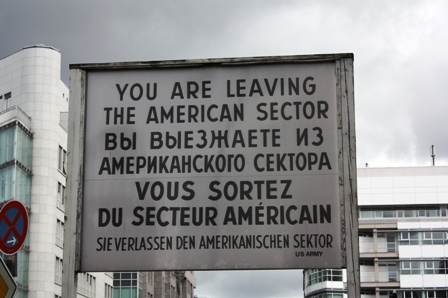 YOU ARE LEAVING
THE AMERICAN SECTOR
ВЫ ВЫЕЗЖАЕТЕ ИЗ
АМЕРИКАНСКОГО СЕКТОРА
VOUS SORTEZ
DU SECTEUR AMÉRICAIN
SIE VERLASSEN DEN AMERIKANISCHEN SEKTOR
US ARMY